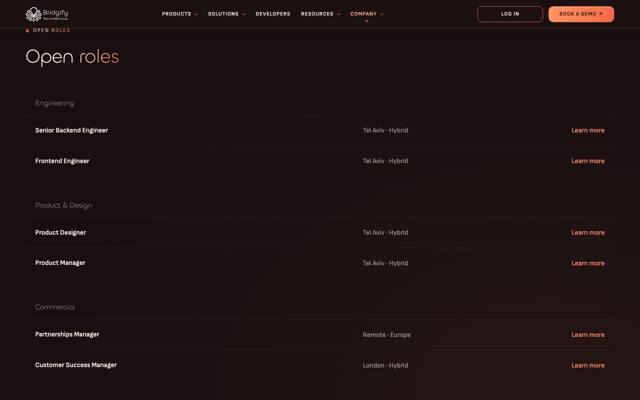 Bridgify
PRODUCTS
SOLUTIONS
DEVELOPERS
RESOURCES
COMPANY
LOG IN
BOOK A DEMO ↗
OPEN ROLES
Open roles
Engineering
Senior Backend Engineer Tel Aviv · Hybrid Learn more
Frontend Engineer Tel Aviv · Hybrid Learn more
Product & Design
Product Designer Tel Aviv · Hybrid Learn more
Product Manager Tel Aviv · Hybrid Learn more
Commercial
Partnerships Manager Remote · Europe Learn more
Customer Success Manager London · Hybrid Learn more